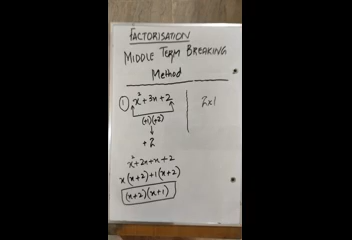 FACTORISATION
MIDDLE TERM BREAKING
Method
① x² + 3x + 2
(+1)(+2)
+2
x² + 2x + x + 2
x(x+2)+1(x+2)
(x+2)(x+1)
2x1